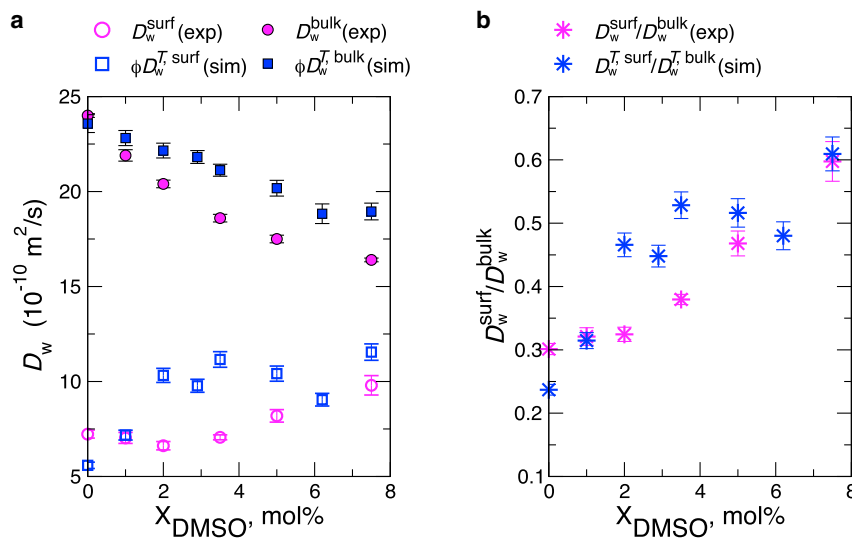 a
D_w^surf(exp)
D_w^bulk(exp)
ϕD_w^T, surf(sim)
ϕD_w^T, bulk(sim)
25
20
15
10
5
D_w (10^-10 m^2/s)
0 2 4 6 8
X_DMSO, mol%
b
D_w^surf/D_w^bulk(exp)
D_w^T, surf/D_w^T, bulk(sim)
0.7
0.6
0.5
0.4
0.3
0.2
0.1
D_w^surf/D_w^bulk
0 2 4 6 8
X_DMSO, mol%